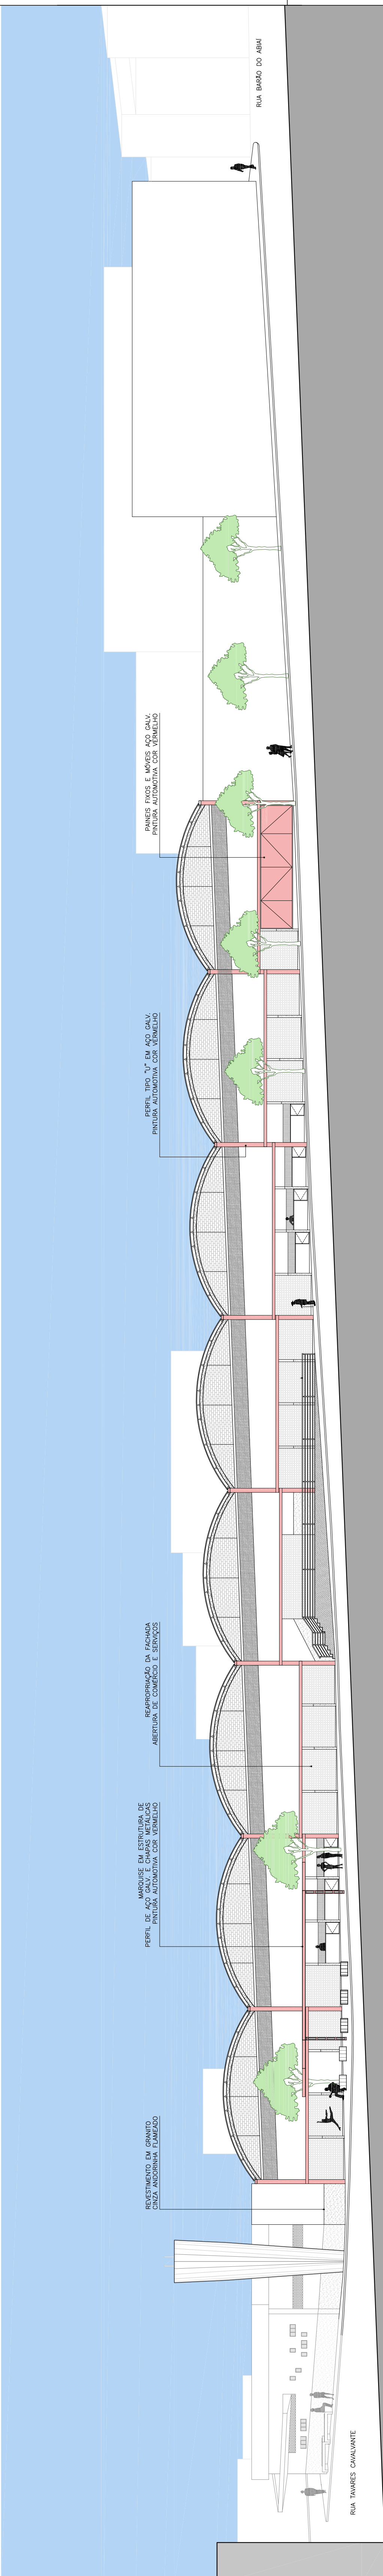 RUA BARÃO DO ABIAÍ
PAINEIS FIXOS E MÓVEIS AÇO GALV.
PINTURA AUTOMOTIVA COR VERMELHO
PERFIL TIPO "U" EM AÇO GALV.
PINTURA AUTOMOTIVA COR VERMELHO
REAPROPRIAÇÃO DA FACHADA
ABERTURA DE COMÉRCIO E SERVIÇOS
MARQUISE EM ESTRUTURA DE
PERFIL DE AÇO GALV. E CHAPAS METÁLICAS
PINTURA AUTOMOTIVA COR VERMELHO
REVESTIMENTO EM GRANITO
CINZA ANDORINHA FLAMEADO
RUA TAVARES CAVALVANTE